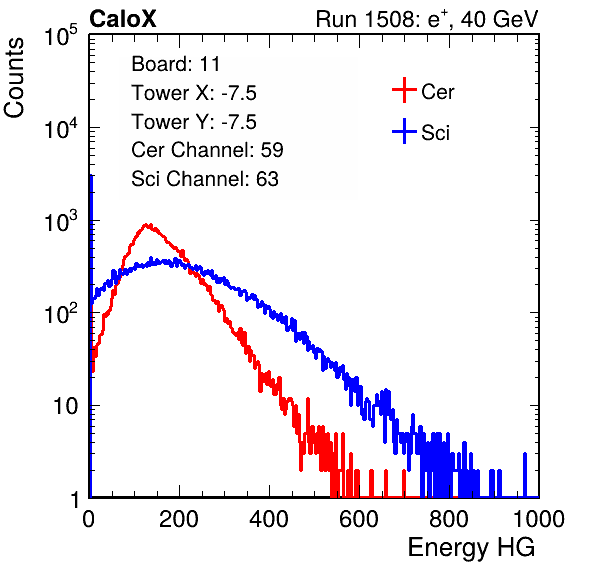 CaloX Run 1508: e⁺, 40 GeV
Counts
Board: 11
Tower X: -7.5
Tower Y: -7.5
Cer Channel: 59
Sci Channel: 63
Cer
Sci
10⁵
10⁴
10³
10²
10
1
0 200 400 600 800 1000
Energy HG